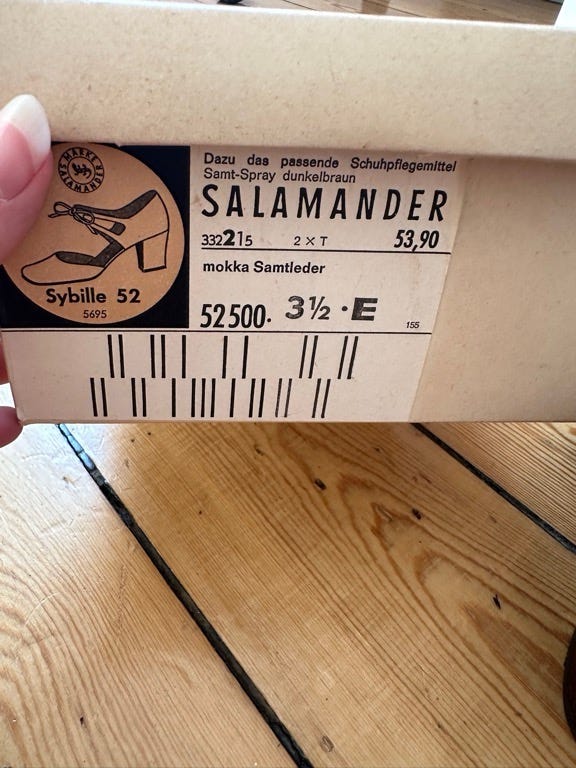 Dazu das passende Schuhpflegemittel
Samt-Spray dunkelbraun
SALAMANDER
332215 2 x T 53,90
mokka Samtleder
52500. 3½ · E 155
MARKE
SALAMANDER
Sybille 52
5695